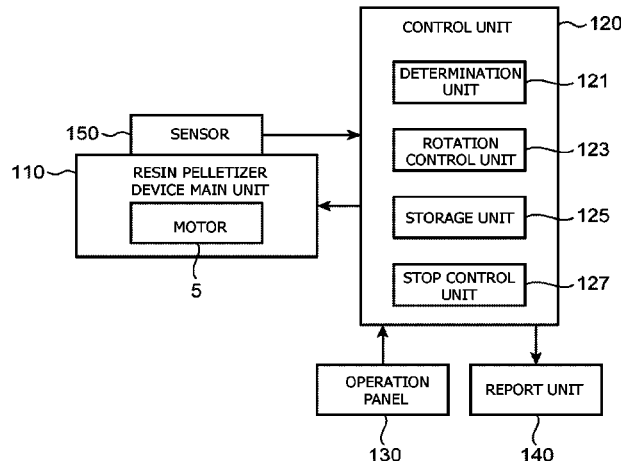 CONTROL UNIT
120
DETERMINATION
UNIT
121
150
SENSOR
ROTATION
CONTROL UNIT
123
110
RESIN PELLETIZER
DEVICE MAIN UNIT
MOTOR
5
STORAGE UNIT
125
STOP CONTROL
UNIT
127
OPERATION
PANEL
130
REPORT UNIT
140